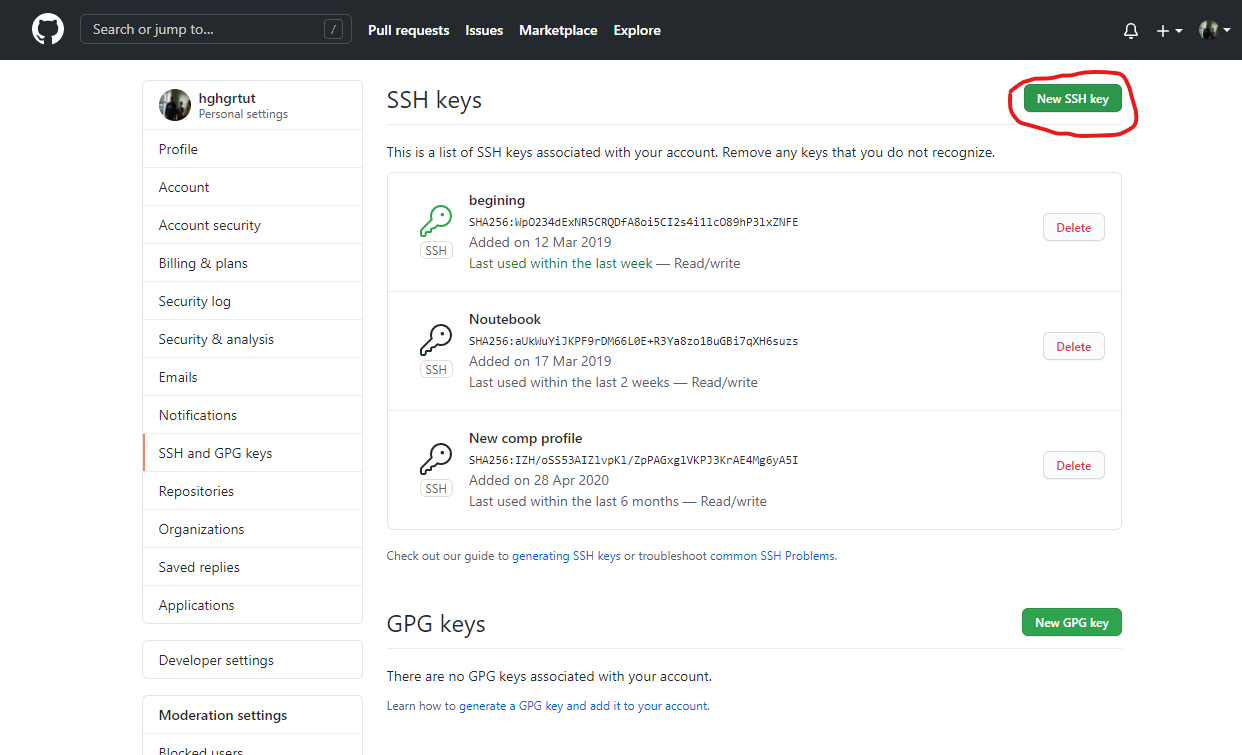 Search or jump to... /
Pull requests Issues Marketplace Explore
hghgrtut
Personal settings
Profile
Account
Account security
Billing & plans
Security log
Security & analysis
Emails
Notifications
SSH and GPG keys
Repositories
Organizations
Saved replies
Applications
Developer settings
Moderation settings
Blocked users
SSH keys
New SSH key
This is a list of SSH keys associated with your account. Remove any keys that you do not recognize.
begining
SHA256:WpO234dExNR5CRQDfA8oi5CI2s4i1lcO89hP3lxZNFE
Added on 12 Mar 2019
Last used within the last week — Read/write
SSH
Delete
Noutebook
SHA256:aUkWuYiJKPF9rDM66L0E+R3Ya8zo1BuGBi7qXH6suzs
Added on 17 Mar 2019
Last used within the last 2 weeks — Read/write
SSH
Delete
New comp profile
SHA256:IZH/oSS53AIZlvpKl/ZpPAGxglVKPJ3KrAE4Mg6yA5I
Added on 28 Apr 2020
Last used within the last 6 months — Read/write
SSH
Delete
Check out our guide to generating SSH keys or troubleshoot common SSH Problems.
GPG keys
New GPG key
There are no GPG keys associated with your account.
Learn how to generate a GPG key and add it to your account.